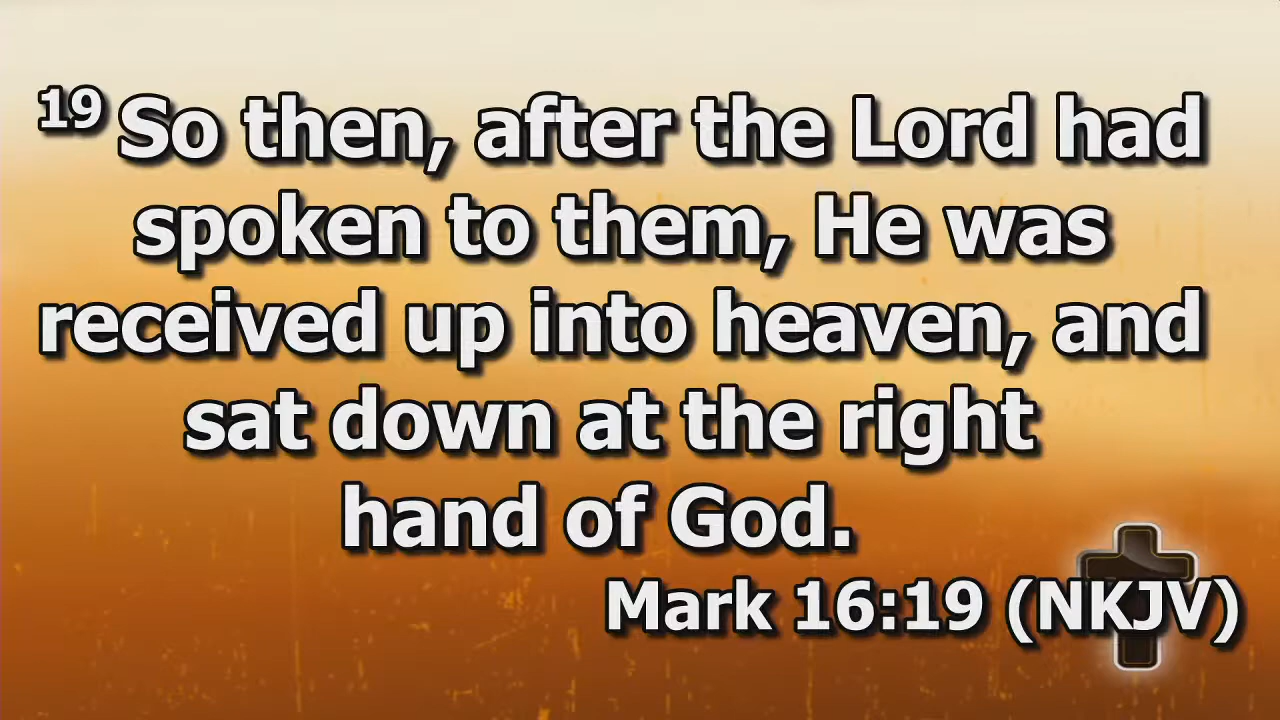 19 So then, after the Lord had
spoken to them, He was
received up into heaven, and
sat down at the right
hand of God.
Mark 16:19 (NKJV)